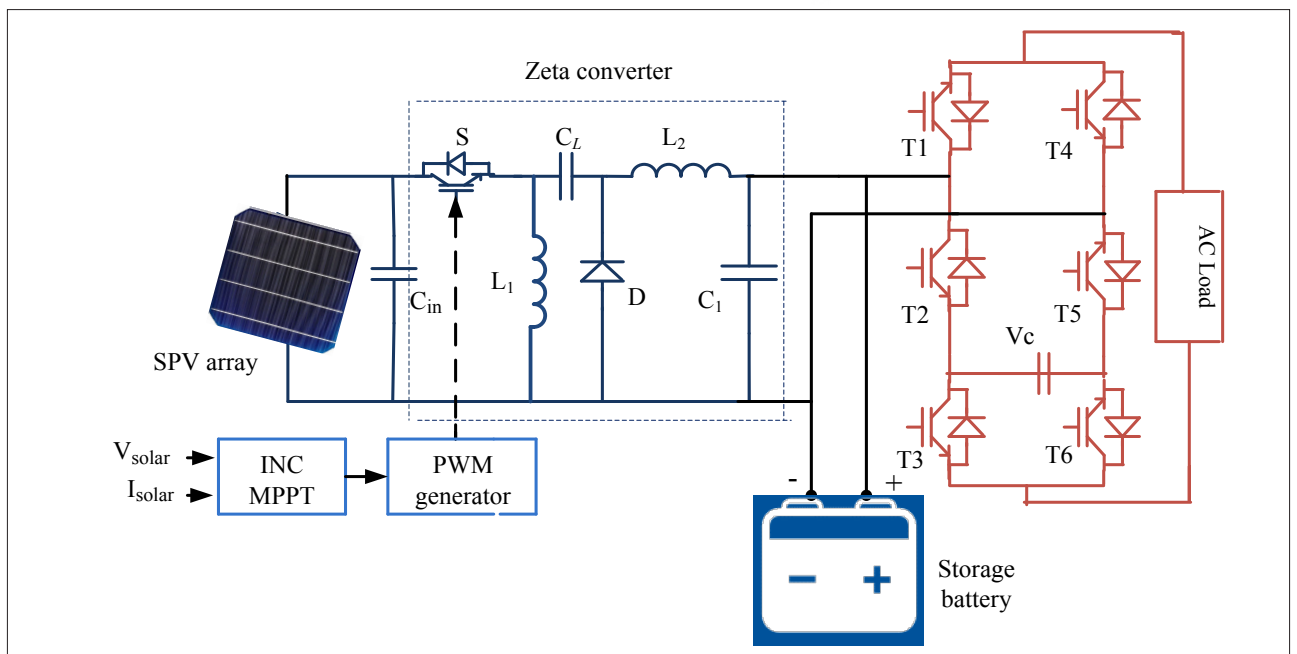 Zeta converter
S
C_L
L_2
T1
T4
AC Load
C_in
L_1
D
C_1
T2
T5
Vc
SPV array
V_solar
I_solar
INC
MPPT
PWM
generator
T3
T6
- +
Storage
battery